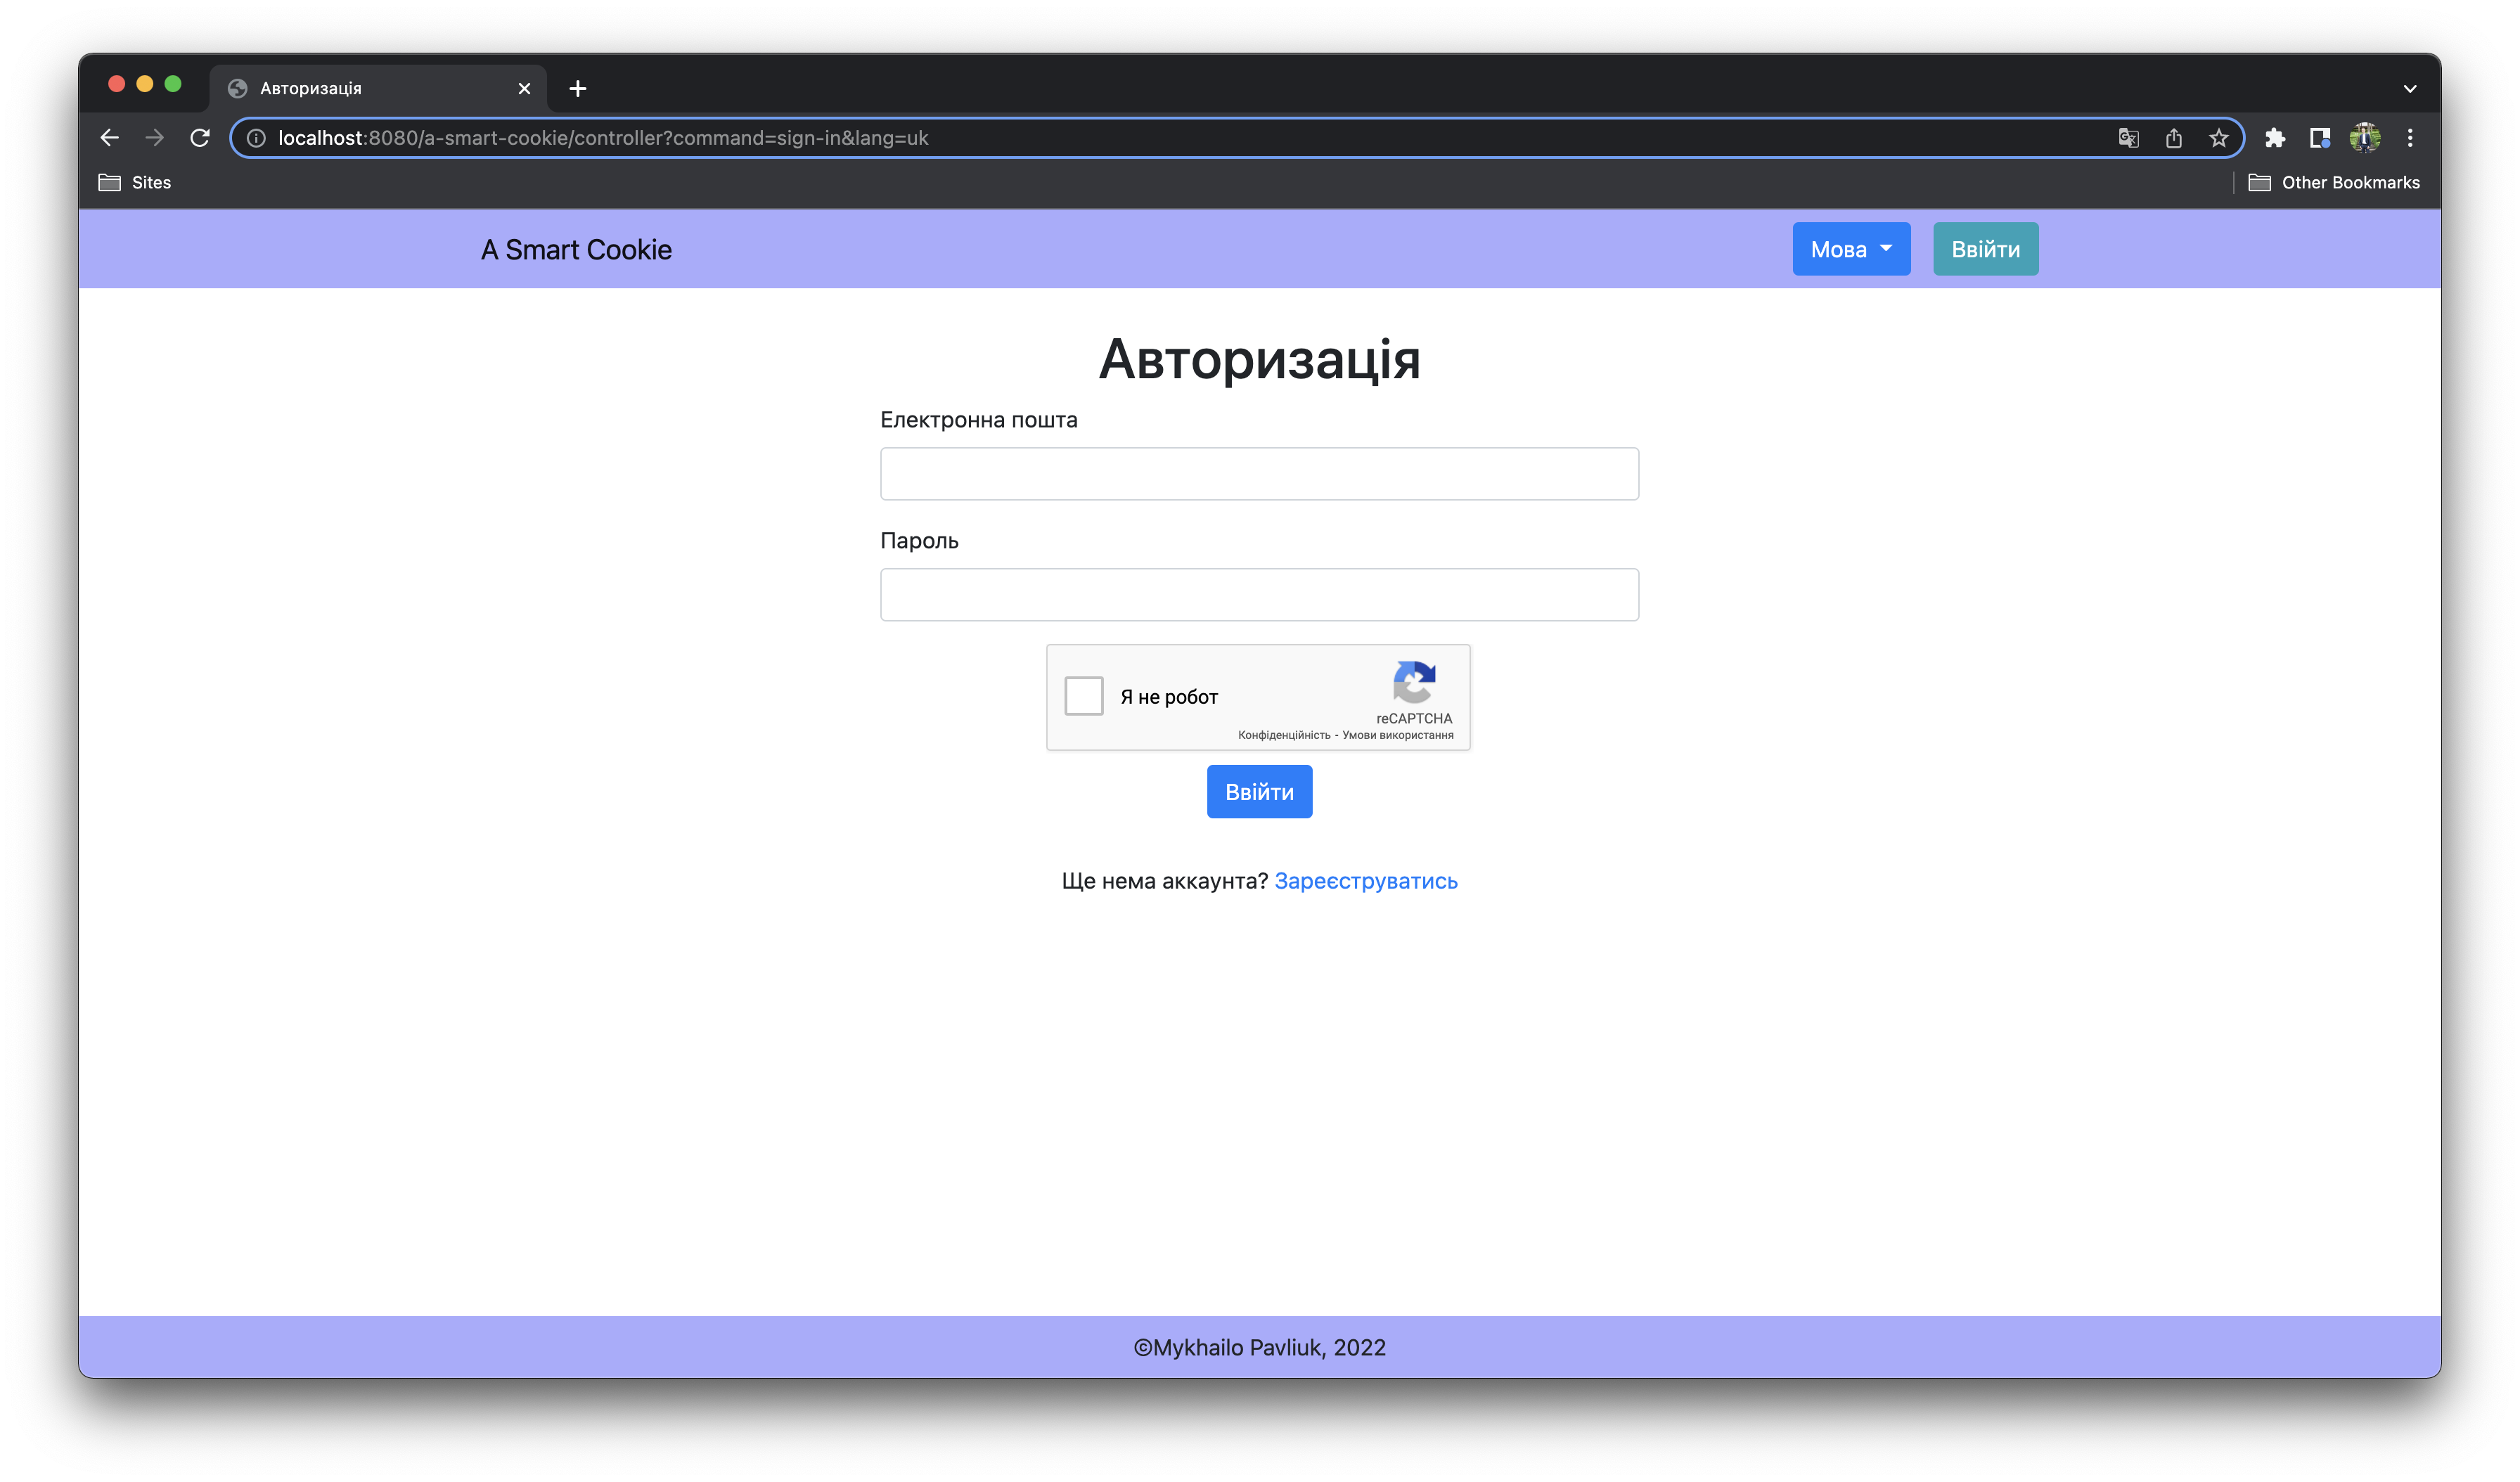 Авторизація
localhost:8080/a-smart-cookie/controller?command=sign-in&lang=uk
Sites
Other Bookmarks
A Smart Cookie
Мова
Ввійти
Авторизація
Електронна пошта
Пароль
Я не робот
reCAPTCHA
Конфіденційність - Умови використання
Ввійти
Ще нема аккаунта? Зареєструватись
©Mykhailo Pavliuk, 2022